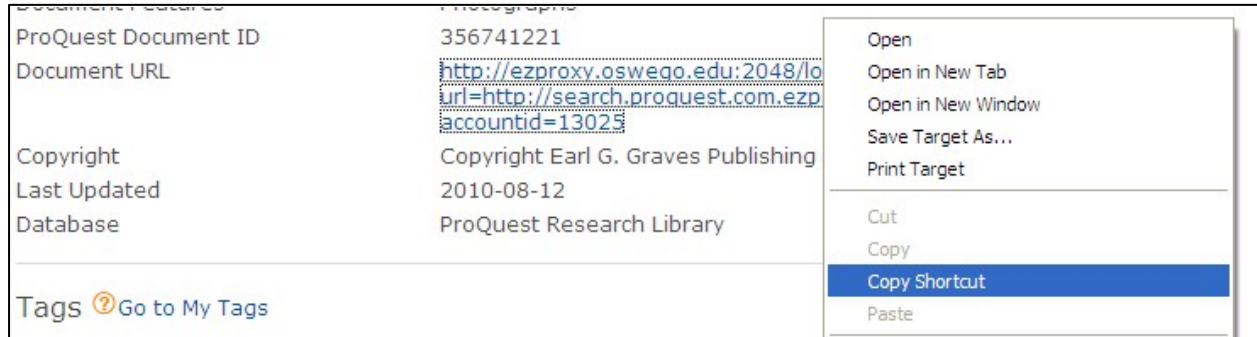 Document Features Photographs
ProQuest Document ID 356741221
Document URL http://ezproxy.oswego.edu:2048/lo
url=http://search.proquest.com.ezp
accountid=13025
Copyright Copyright Earl G. Graves Publishing
Last Updated 2010-08-12
Database ProQuest Research Library
Tags ?Go to My Tags
Open
Open in New Tab
Open in New Window
Save Target As...
Print Target
Cut
Copy
Copy Shortcut
Paste